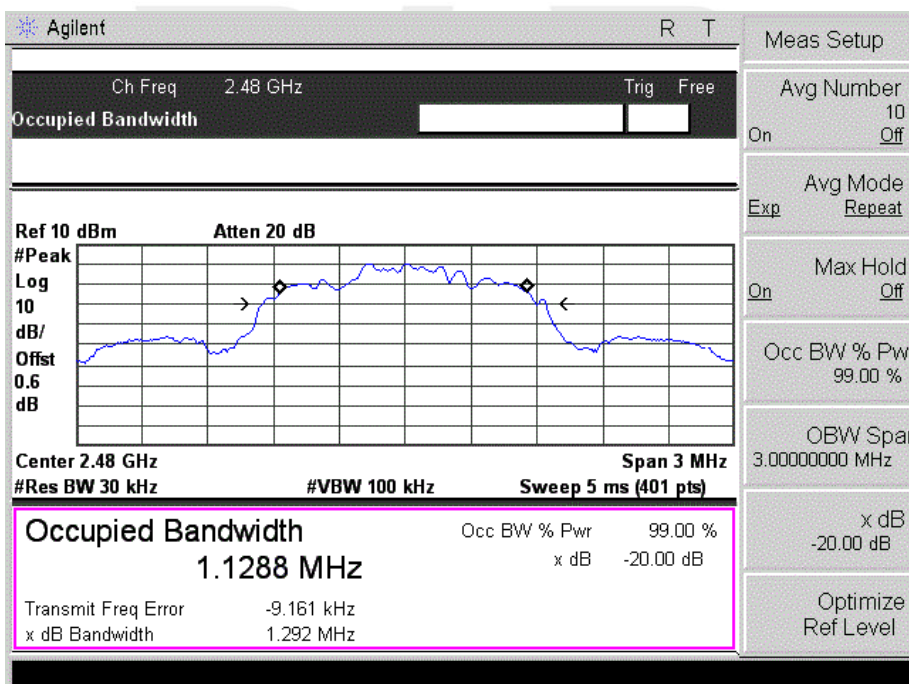 Agilent R T
Ch Freq 2.48 GHz Trig Free
Occupied Bandwidth
Ref 10 dBm Atten 20 dB
#Peak
Log
10
dB/
Offst
0.6
dB
Center 2.48 GHz Span 3 MHz
#Res BW 30 kHz #VBW 100 kHz Sweep 5 ms (401 pts)
Occupied Bandwidth
1.1288 MHz
Occ BW % Pwr 99.00 %
x dB -20.00 dB
Transmit Freq Error -9.161 kHz
x dB Bandwidth 1.292 MHz
Meas Setup
Avg Number
10
On Off
Avg Mode
Exp Repeat
Max Hold
On Off
Occ BW % Pw
99.00 %
OBW Spa
3.00000000 MHz
x dB
-20.00 dB
Optimize
Ref Level